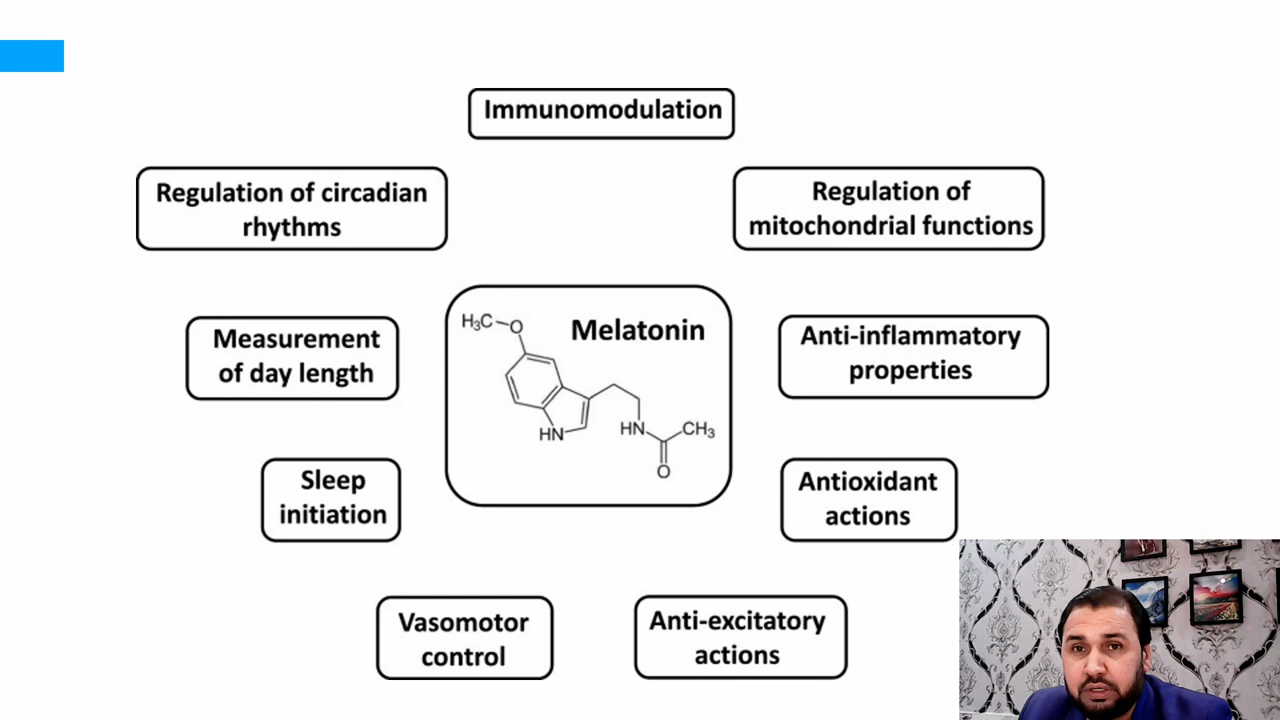 Immunomodulation
Regulation of circadian
rhythms
Regulation of
mitochondrial functions
Measurement
of day length
H₃C
O
Melatonin
HN
HN
CH₃
O
Anti-inflammatory
properties
Sleep
initiation
Antioxidant
actions
Vasomotor
control
Anti-excitatory
actions